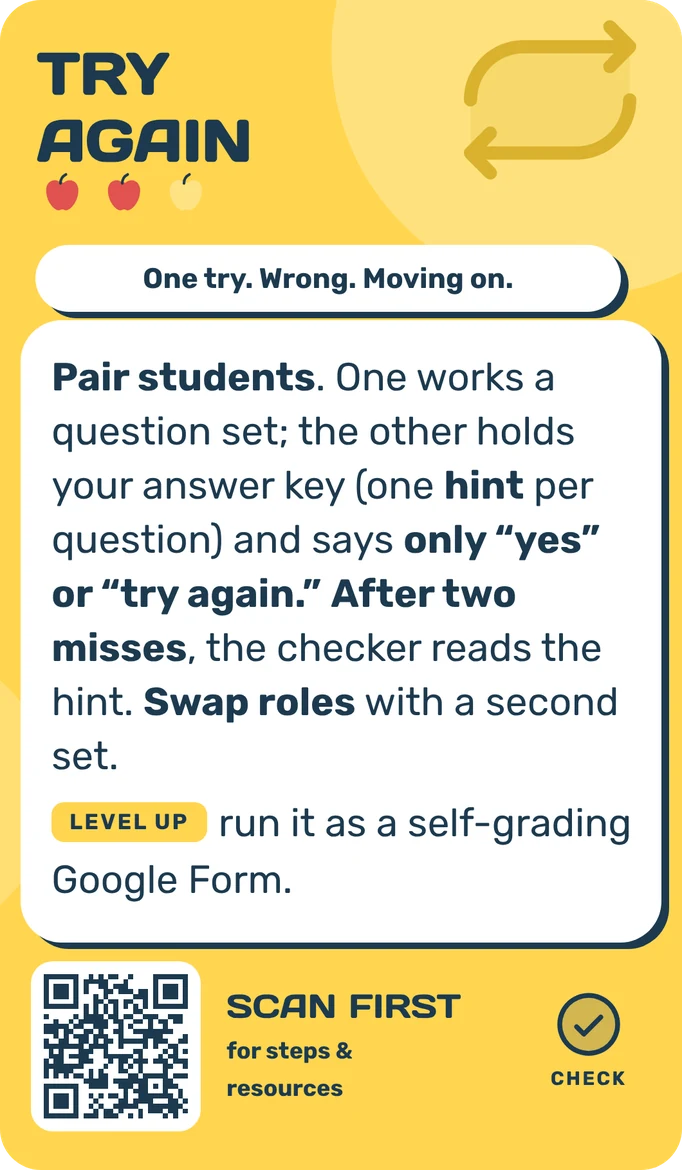 TRY
AGAIN
One try. Wrong. Moving on.
Pair students. One works a
question set; the other holds
your answer key (one hint per
question) and says only “yes”
or “try again.” After two
misses, the checker reads the
hint. Swap roles with a second
set.
LEVEL UP run it as a self-grading
Google Form.
SCAN FIRST
for steps &
resources
CHECK